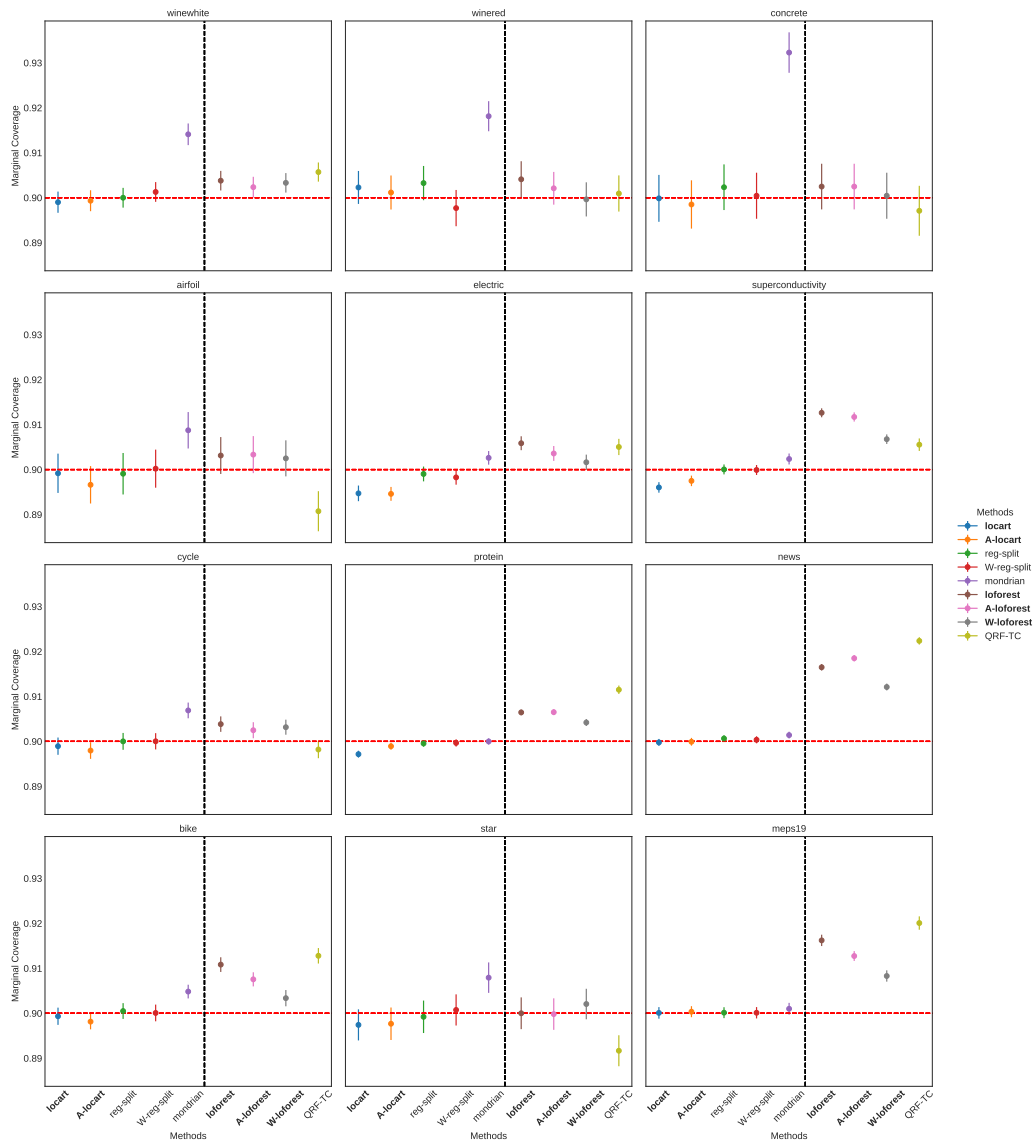 winewhite
winered
concrete
Marginal Coverage
0.93
0.92
0.91
0.90
0.89
airfoil
electric
superconductivity
Marginal Coverage
0.93
0.92
0.91
0.90
0.89
cycle
protein
news
Marginal Coverage
0.93
0.92
0.91
0.90
0.89
bike
star
meps19
Marginal Coverage
0.93
0.92
0.91
0.90
0.89
locart
A-locart
reg-split
W-reg-split
mondrian
loforest
A-loforest
W-loforest
QRF-TC
Methods
locart
A-locart
reg-split
W-reg-split
mondrian
loforest
A-loforest
W-loforest
QRF-TC
Methods
locart
A-locart
reg-split
W-reg-split
mondrian
loforest
A-loforest
W-loforest
QRF-TC
Methods
Methods
locart
A-locart
reg-split
W-reg-split
mondrian
loforest
A-loforest
W-loforest
QRF-TC